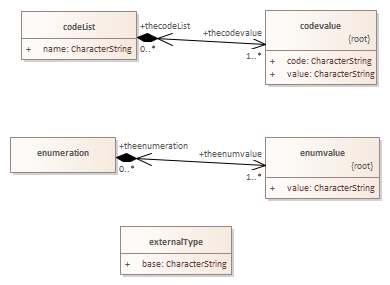 codeList
+ name: CharacterString
+thecodeList
0..*
+thecodevalue
1..*
codevalue
{root}
+ code: CharacterString
+ value: CharacterString
enumeration
+theenumeration
0..*
+theenumvalue
1..*
enumvalue
{root}
+ value: CharacterString
externalType
+ base: CharacterString